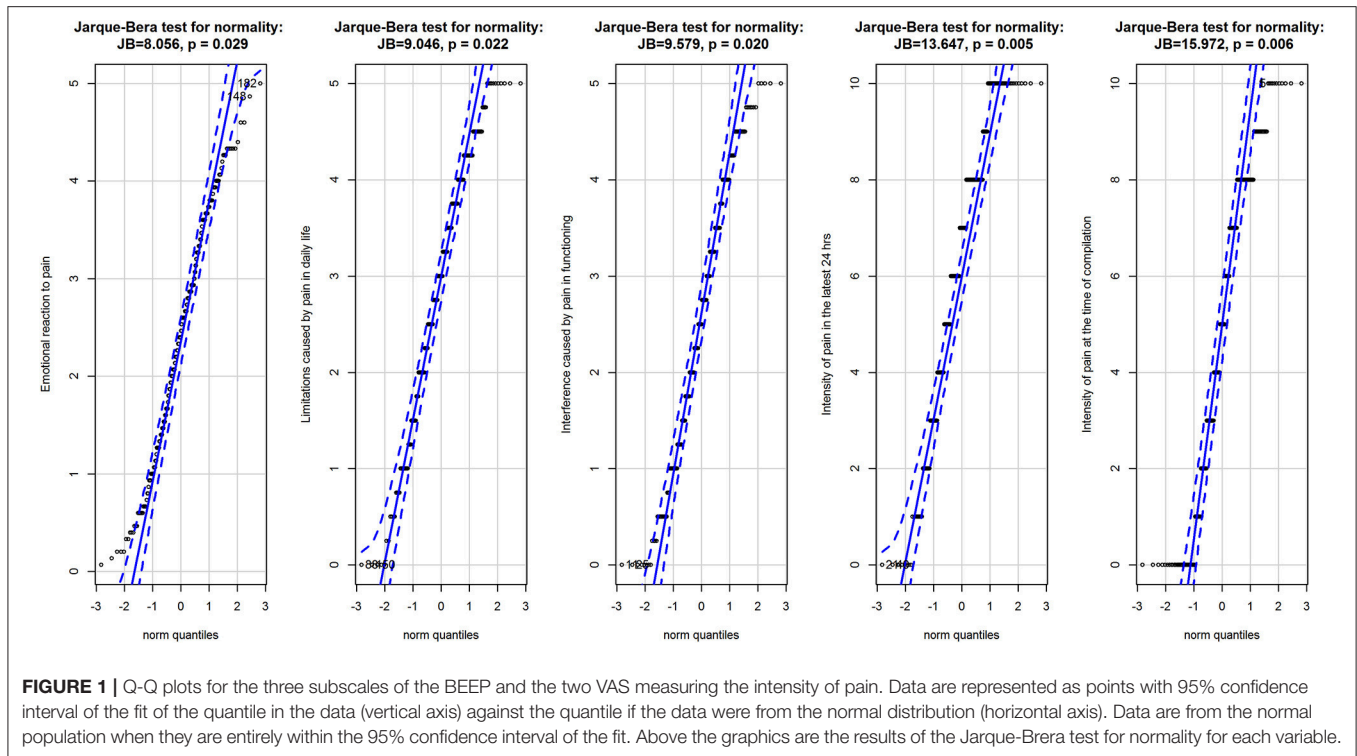 Jarque-Bera test for normality:
JB=8.056, p = 0.029
Emotional reaction to pain
5
4
3
2
1
0
182
148
-3 -2 -1 0 1 2 3
norm quantiles
Jarque-Bera test for normality:
JB=9.046, p = 0.022
Limitations caused by pain in daily life
5
4
3
2
1
0
-3 -2 -1 0 1 2 3
norm quantiles
Jarque-Bera test for normality:
JB=9.579, p = 0.020
Interference caused by pain in functioning
5
4
3
2
1
0
-3 -2 -1 0 1 2 3
norm quantiles
Jarque-Bera test for normality:
JB=13.647, p = 0.005
Intensity of pain in the latest 24 hrs
10
8
6
4
2
0
-3 -2 -1 0 1 2 3
norm quantiles
Jarque-Bera test for normality:
JB=15.972, p = 0.006
Intensity of pain at the time of compilation
10
8
6
4
2
0
-3 -2 -1 0 1 2 3
norm quantiles
FIGURE 1 | Q-Q plots for the three subscales of the BEEP and the two VAS measuring the intensity of pain. Data are represented as points with 95% confidence
interval of the fit of the quantile in the data (vertical axis) against the quantile if the data were from the normal distribution (horizontal axis). Data are from the normal
population when they are entirely within the 95% confidence interval of the fit. Above the graphics are the results of the Jarque-Brera test for normality for each variable.